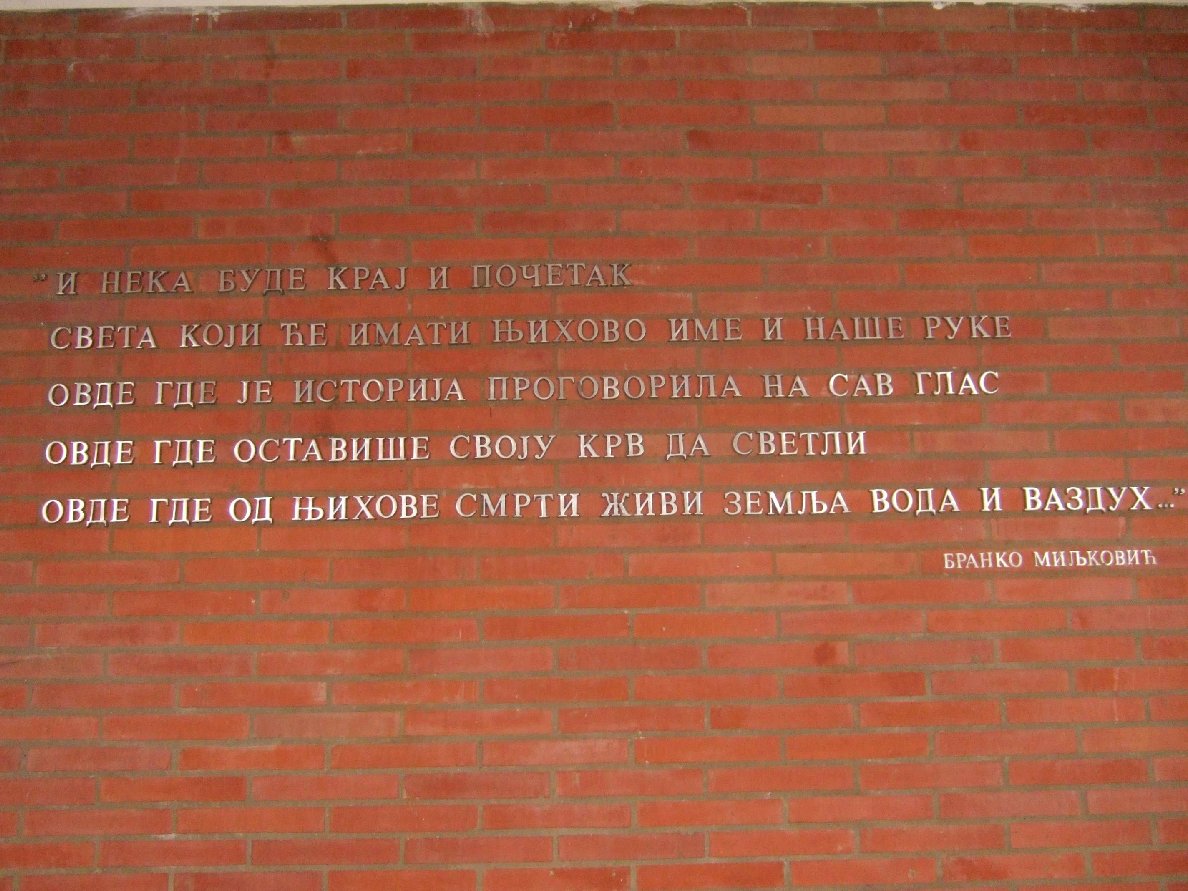 "И НЕКА БУДЕ КРАЈ И ПОЧЕТАК
СВЕТА КОЈИ ЋЕ ИМАТИ ЊИХОВО ИМЕ И НАШЕ РУКЕ
ОВДЕ ГДЕ ЈЕ ИСТОРИЈА ПРОГОВОРИЛА НА САВ ГЛАС
ОВДЕ ГДЕ ОСТАВИШЕ СВОЈУ КРВ ДА СВЕТЛИ
ОВДЕ ГДЕ ОД ЊИХОВЕ СМРТИ ЖИВИ ЗЕМЉА ВОДА И ВАЗДУХ..."
БРАНКО МИЉКОВИЋ